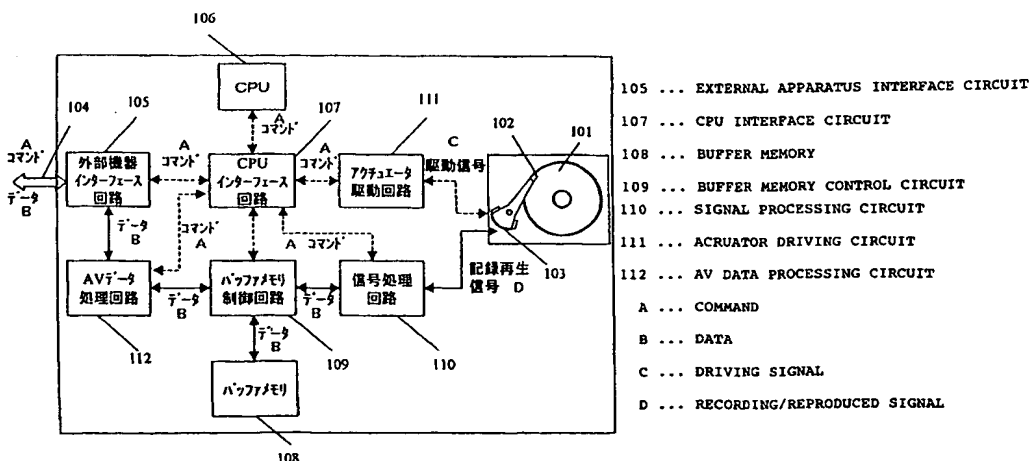 106
CPU
104
105
107
111
102
101
A
コマンド
A
コマンド
外部機器
インターフェース
回路
A
コマンド
CPU
インターフェース
回路
A
コマンド
アクチュエータ
駆動回路
C
駆動信号
データ
B
データ
B
コマンド
A
A コマンド
103
記録再生
信号 D
AVデータ
処理回路
データ
B
バッファメモリ
制御回路
データ
B
信号処理
回路
112
データ
B
109
110
バッファメモリ
108
105 ... EXTERNAL APPARATUS INTERFACE CIRCUIT
107 ... CPU INTERFACE CIRCUIT
108 ... BUFFER MEMORY
109 ... BUFFER MEMORY CONTROL CIRCUIT
110 ... SIGNAL PROCESSING CIRCUIT
111 ... ACRUATOR DRIVING CIRCUIT
112 ... AV DATA PROCESSING CIRCUIT
A ... COMMAND
B ... DATA
C ... DRIVING SIGNAL
D ... RECORDING/REPRODUCED SIGNAL